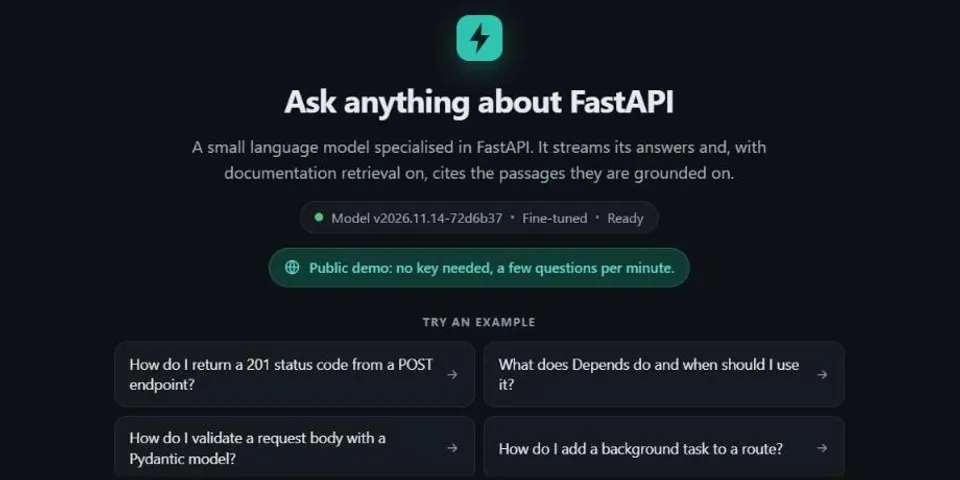 Ask anything about FastAPI
A small language model specialised in FastAPI. It streams its answers and, with
documentation retrieval on, cites the passages they are grounded on.
Model v2026.11.14-72d6b37 • Fine-tuned • Ready
Public demo: no key needed, a few questions per minute.
TRY AN EXAMPLE
How do I return a 201 status code from a POST
endpoint?
What does Depends do and when should I use
it?
How do I validate a request body with a
Pydantic model?
How do I add a background task to a route?